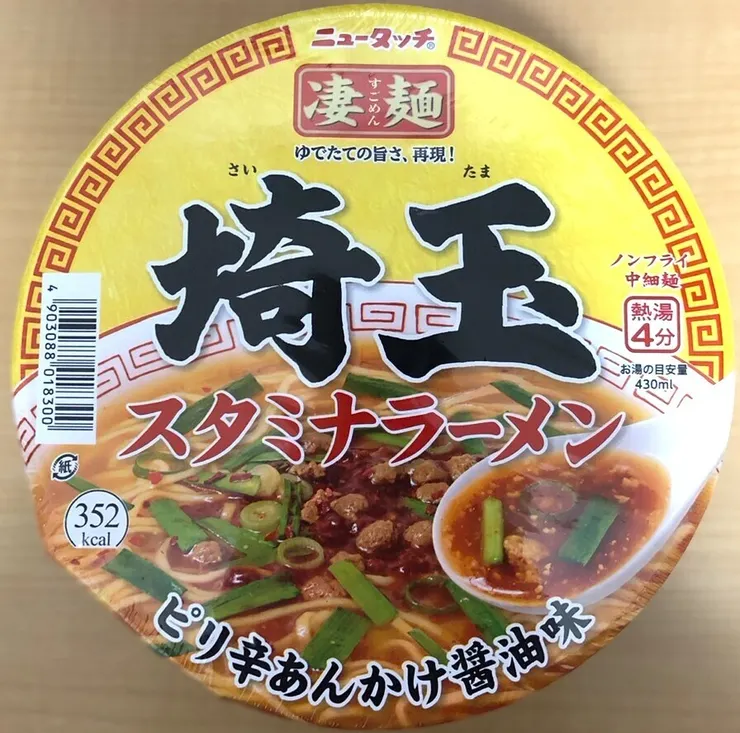 ニュータッチ®
凄麺
すごめん
ゆでたての旨さ、再現!
さい たま
埼玉
ノンフライ
中細麺
熱湯
4分
お湯の目安量
430ml
スタミナラーメン
4 903088 018300
紙
352
kcal
ピリ辛あんかけ醤油味